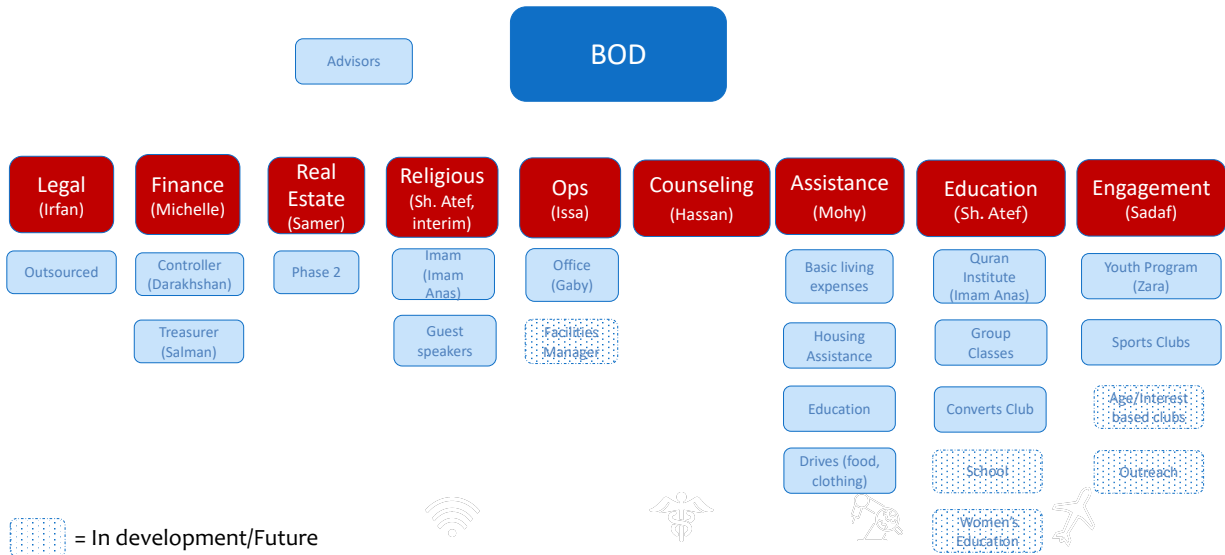 BOD
Advisors
Legal
(Irfan)
Finance
(Michelle)
Real
Estate
(Samer)
Religious
(Sh. Atef,
interim)
Ops
(Issa)
Counseling
(Hassan)
Assistance
(Mohy)
Education
(Sh. Atef)
Engagement
(Sadaf)
Outsourced
Controller
(Darakhshan)
Treasurer
(Salman)
Phase 2
Imam
(Imam
Anas)
Guest
speakers
Office
(Gaby)
Facilities
Manager
Basic living
expenses
Housing
Assistance
Education
Drives (food,
clothing)
Quran
Institute
(Imam Anas)
Group
Classes
Converts Club
School
Women's
Education
Youth Program
(Zara)
Sports Clubs
Age/Interest
based clubs
Outreach
= In development/Future